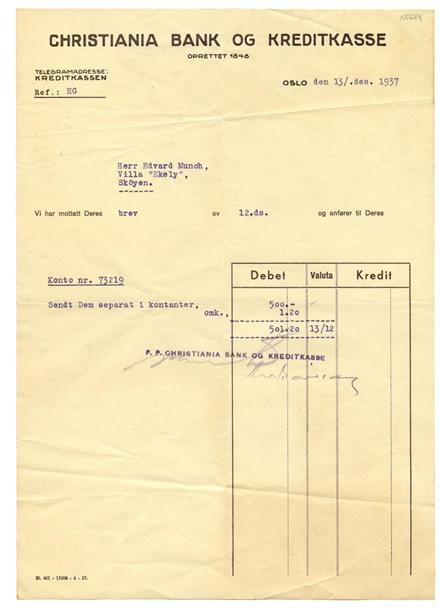 K5689
CHRISTIANIA BANK OG KREDITKASSE
OPRETTET 1848
TELEGRAMADRESSE:
KREDITKASSEN
OSLO den 13/.des. 1937
Ref.: HG
Herr Edvard Munch,
Villa "Ekely",
Sköyen.
Vi har mottatt Deres brev av 12.ds. og anfører til Deres
Debet Valuta Kredit
Konto nr. 73219
Sendt Dem separat i kontanter, 500.-
omk., 1.20
501.20 13/12
P. P. CHRISTIANIA BANK OG KREDITKASSE